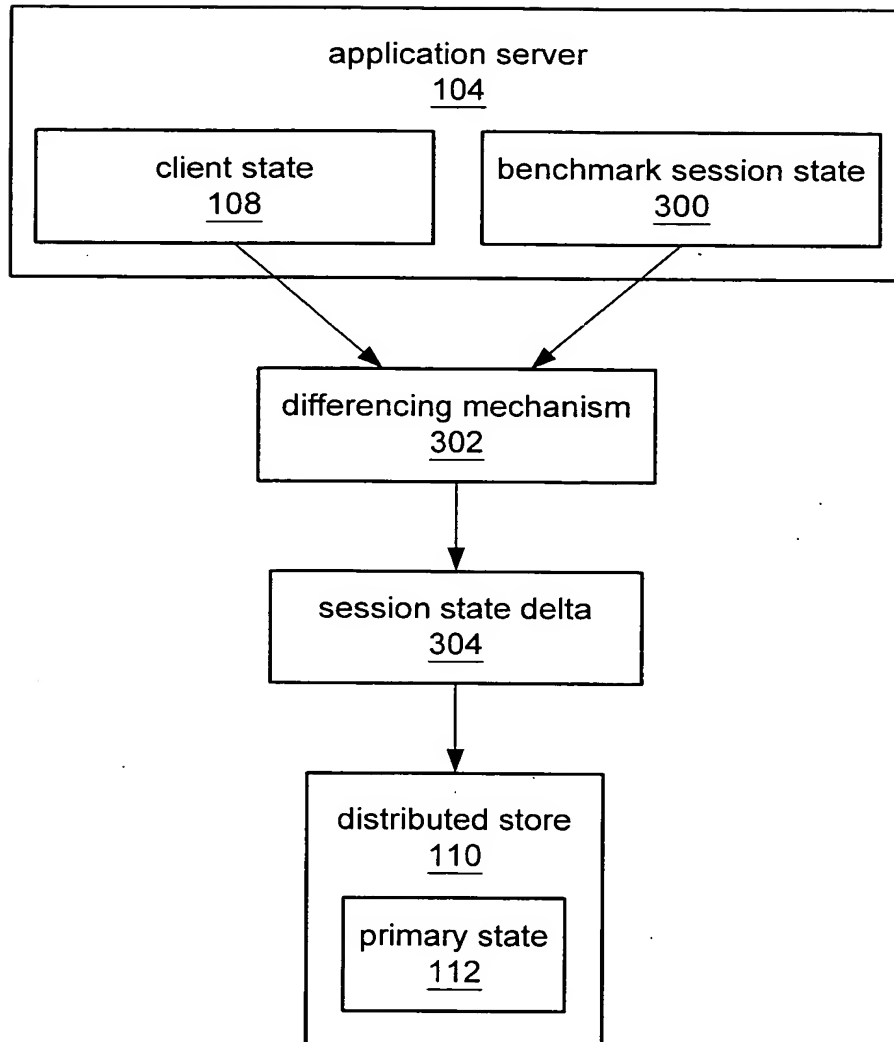 application server
104
client state
108
benchmark session state
300
differencing mechanism
302
session state delta
304
distributed store
110
primary state
112